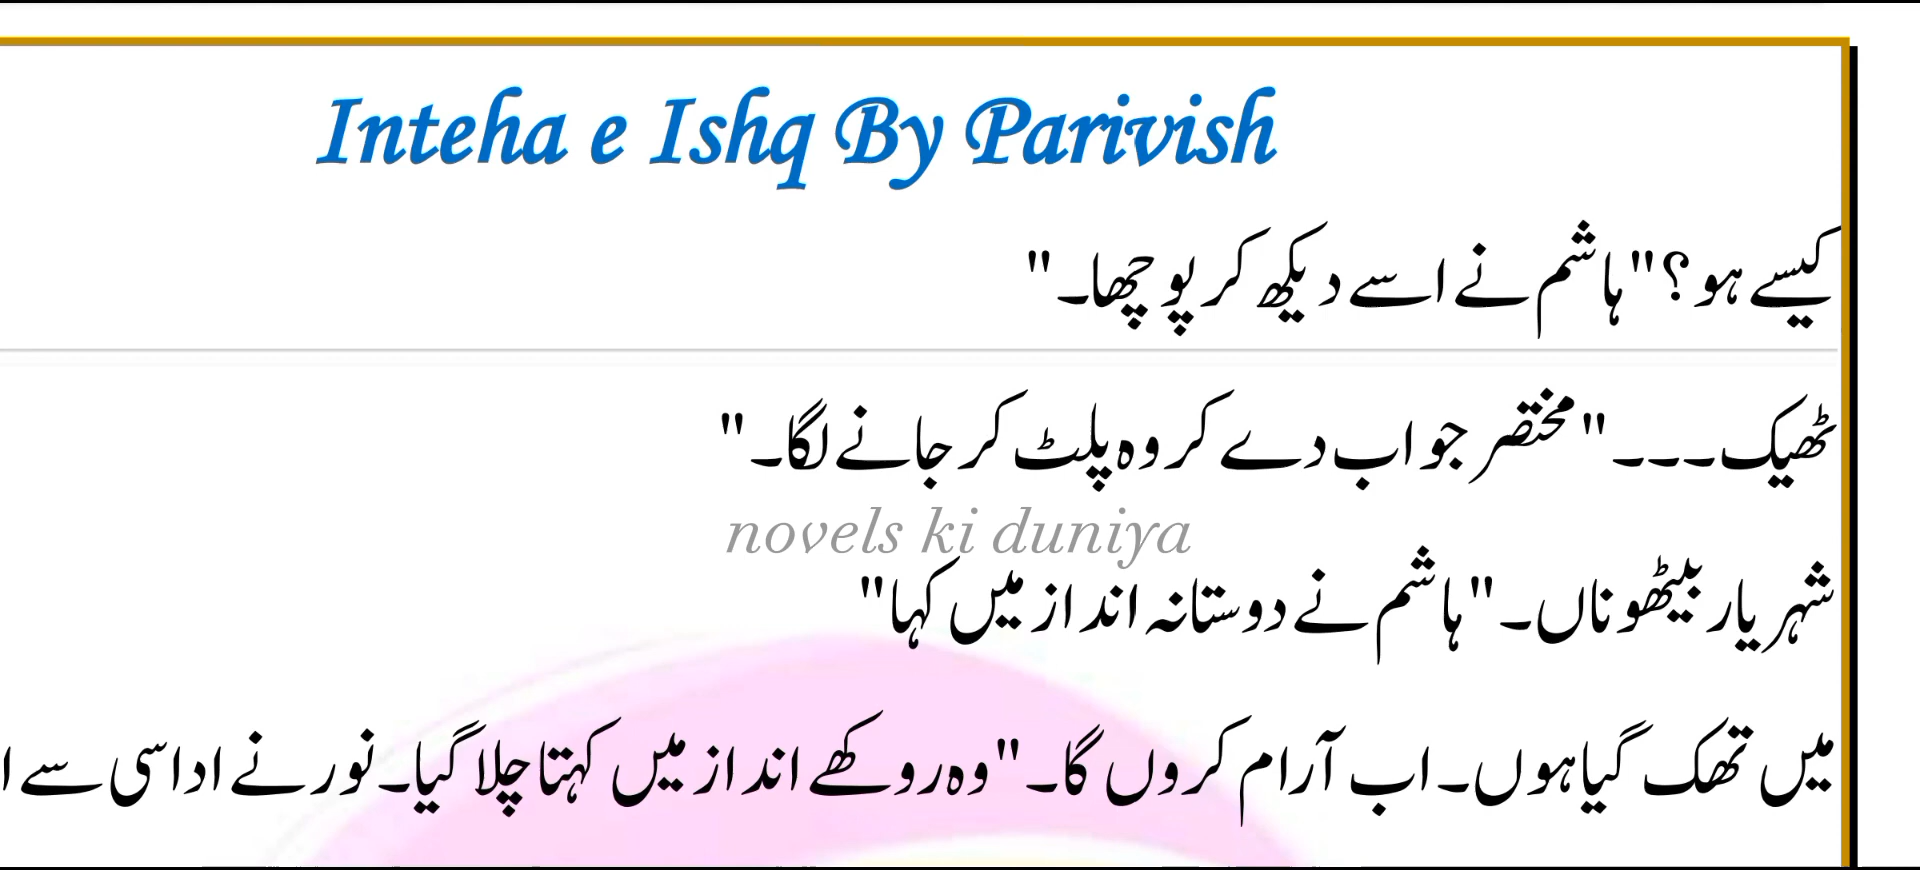 Inteha e Ishq By Parivish
کیسے ہو؟"ہاشم نے اسے دیکھ کر پوچھا۔"
ٹھیک۔۔۔"مختصر جواب دے کر وہ پلٹ کر جانے لگا۔"
novels ki duniya
شہریار بیٹھو ناں۔"ہاشم نے دوستانہ انداز میں کہا"
میں تھک گیا ہوں۔اب آرام کروں گا۔"وہ روکھے انداز میں کہتا چلا گیا۔نور نے اداسی سے